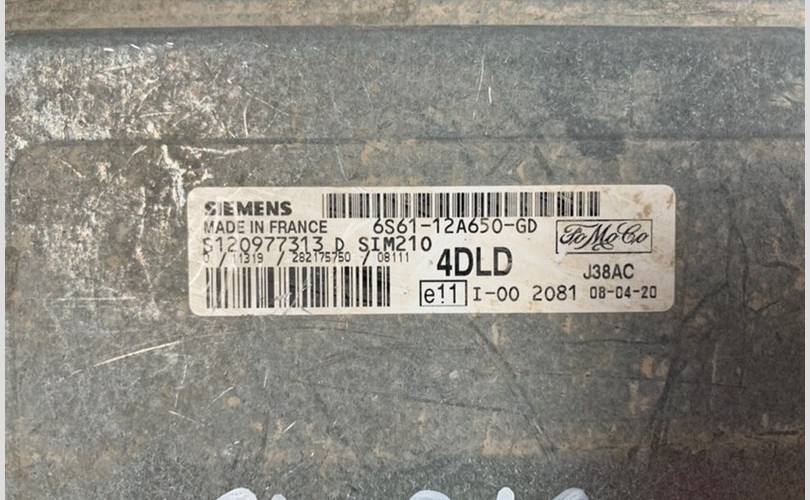 SIEMENS
MADE IN FRANCE 6S61-12A650-GD
S120977313 D SIM210
FoMoCo
0 / 11319 / 282175750 / 08111
4DLD
J38AC
e11 I-00 2081 08-04-20